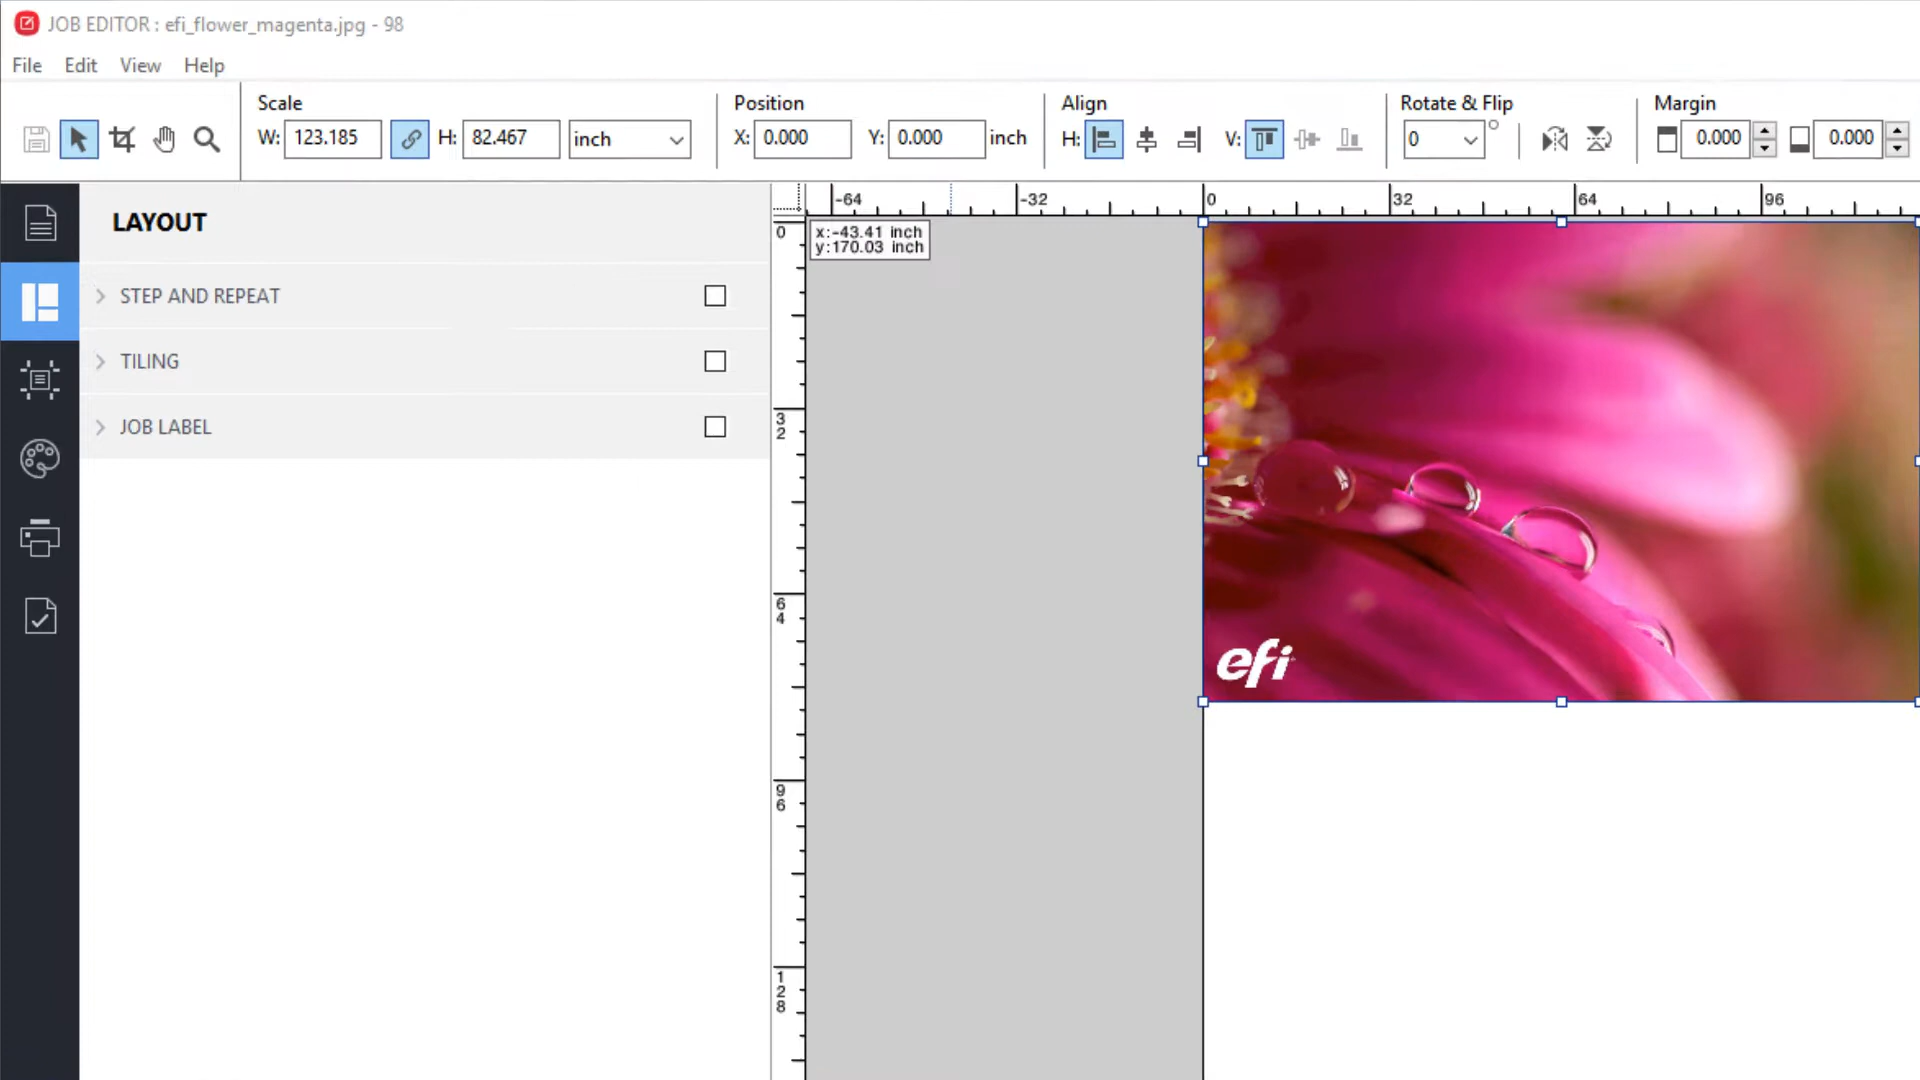 JOB EDITOR : efi_flower_magenta.jpg - 98
File Edit View Help
Scale Position Align Rotate & Flip Margin
W: 123.185 H: 82.467 inch X: 0.000 Y: 0.000 inch H: V: 0 ° 0.000 0.000
LAYOUT
STEP AND REPEAT
TILING
JOB LABEL
-64 -32 0 32 64 96
0
32
64
96
128
x:-43.41 inch
y:170.03 inch
efi